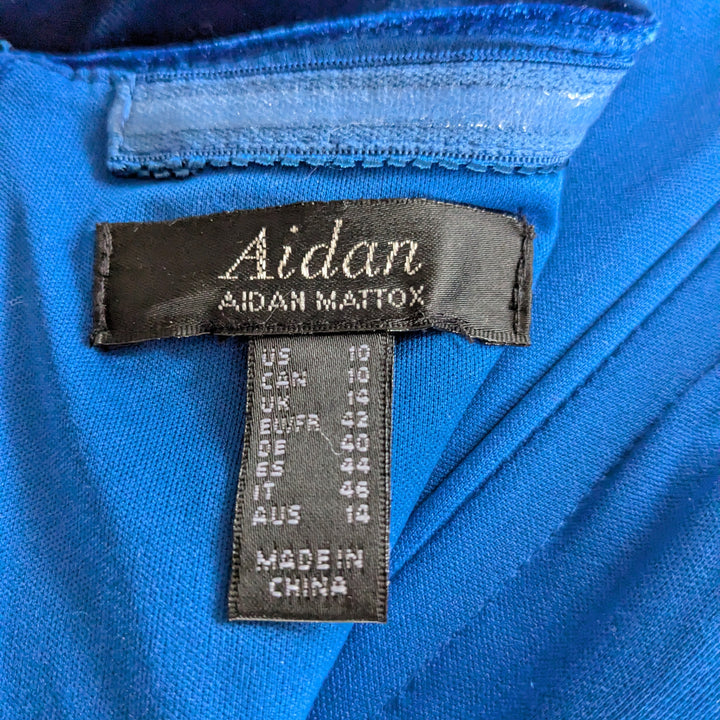 Aidan
AIDAN MATTOX
US 10
CAN 10
UK 14
EU/FR 42
DE 40
ES 44
IT 46
AUS 14
MADE IN
CHINA